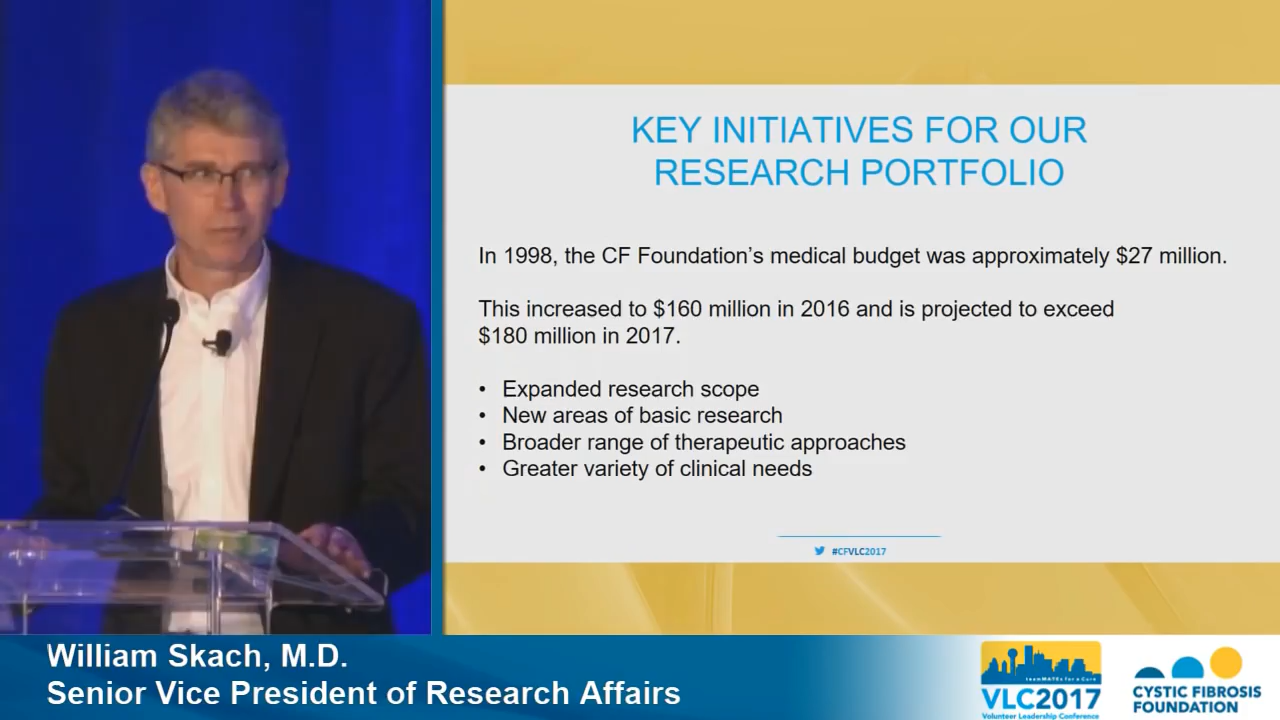 KEY INITIATIVES FOR OUR
RESEARCH PORTFOLIO
In 1998, the CF Foundation's medical budget was approximately $27 million.
This increased to $160 million in 2016 and is projected to exceed
$180 million in 2017.
• Expanded research scope
• New areas of basic research
• Broader range of therapeutic approaches
• Greater variety of clinical needs
#CFVLC2017
William Skach, M.D.
Senior Vice President of Research Affairs
teamMATEs for a Cure
VLC2017
Volunteer Leadership Conference
CYSTIC FIBROSIS
FOUNDATION